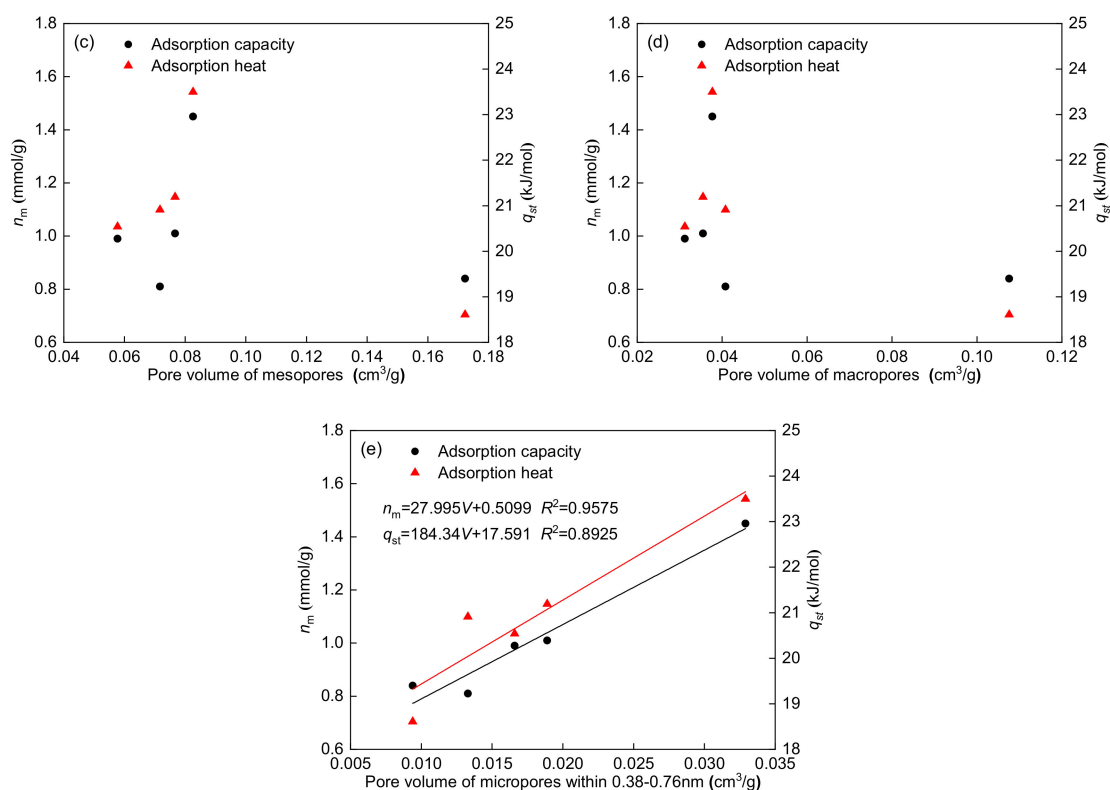 (c)
Adsorption capacity
Adsorption heat
1.8
1.6
1.4
1.2
1.0
0.8
0.6
n_m (mmol/g)
25
24
23
22
21
20
19
18
q_st (kJ/mol)
0.04 0.06 0.08 0.10 0.12 0.14 0.16 0.18
Pore volume of mesopores (cm³/g)
(d)
Adsorption capacity
Adsorption heat
1.8
1.6
1.4
1.2
1.0
0.8
0.6
n_m (mmol/g)
25
24
23
22
21
20
19
18
q_st (kJ/mol)
0.02 0.04 0.06 0.08 0.10 0.12
Pore volume of macropores (cm³/g)
(e)
Adsorption capacity
Adsorption heat
n_m=27.995V+0.5099 R²=0.9575
q_st=184.34V+17.591 R²=0.8925
1.8
1.6
1.4
1.2
1.0
0.8
0.6
n_m (mmol/g)
25
24
23
22
21
20
19
18
q_st (kJ/mol)
0.005 0.010 0.015 0.020 0.025 0.030 0.035
Pore volume of micropores within 0.38-0.76nm (cm³/g)